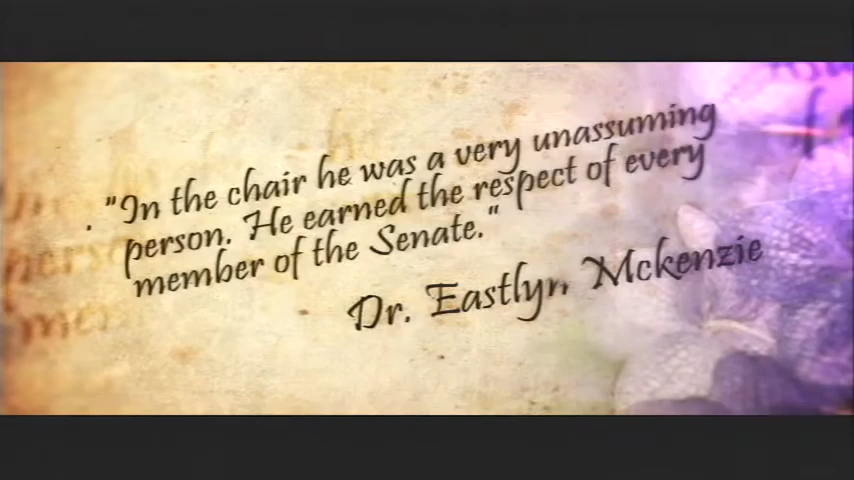 . "In the chair he was a very unassuming
person. He earned the respect of every
member of the Senate."
Dr. Eastlyn Mckenzie